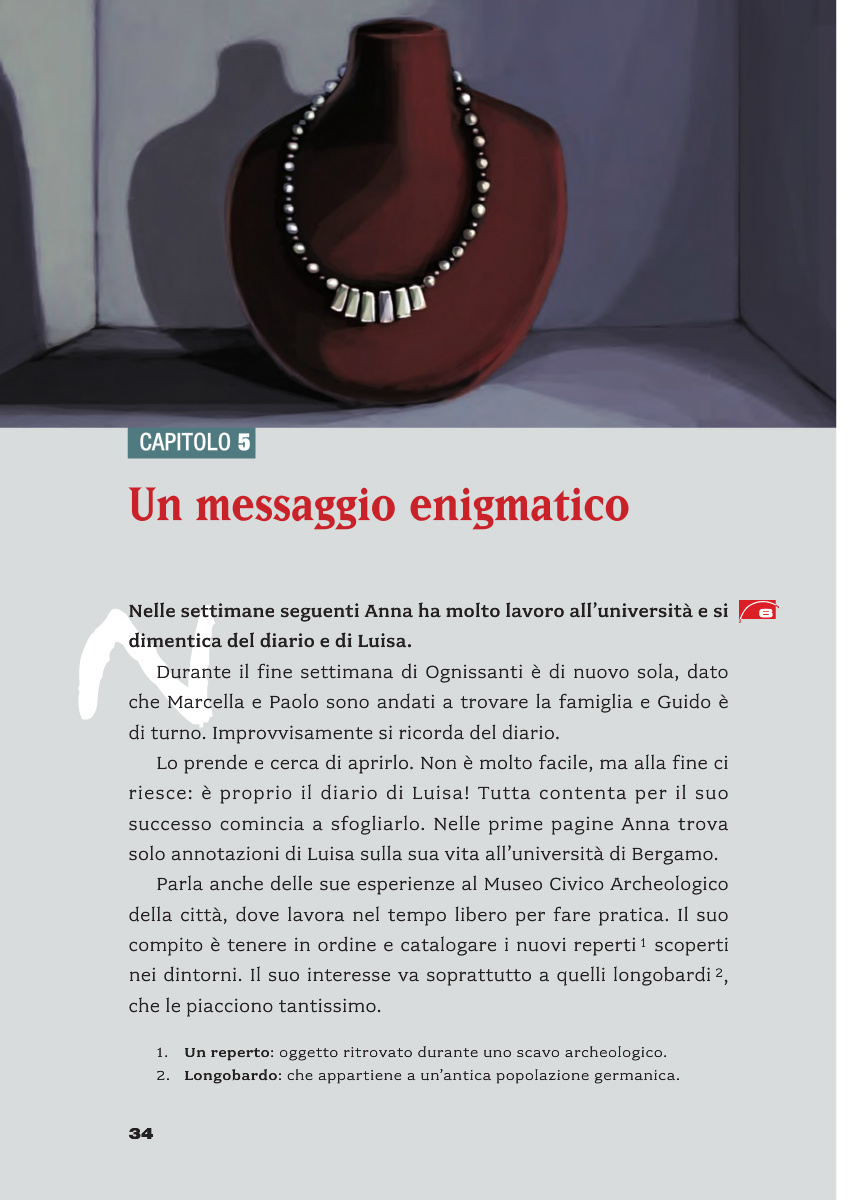 CAPITOLO 5
Un messaggio enigmatico
Nelle settimane seguenti Anna ha molto lavoro all’università e si
6
dimentica del diario e di Luisa.
Durante il fine settimana di Ognissanti è di nuovo sola, dato
che Marcella e Paolo sono andati a trovare la famiglia e Guido è
di turno. Improvvisamente si ricorda del diario.
Lo prende e cerca di aprirlo. Non è molto facile, ma alla fine ci
riesce: è proprio il diario di Luisa! Tutta contenta per il suo
successo comincia a sfogliarlo. Nelle prime pagine Anna trova
solo annotazioni di Luisa sulla sua vita all’università di Bergamo.
Parla anche delle sue esperienze al Museo Civico Archeologico
della città, dove lavora nel tempo libero per fare pratica. Il suo
compito è tenere in ordine e catalogare i nuovi reperti 1 scoperti
nei dintorni. Il suo interesse va soprattutto a quelli longobardi 2,
che le piacciono tantissimo.
1. Un reperto: oggetto ritrovato durante uno scavo archeologico.
2. Longobardo: che appartiene a un’antica popolazione germanica.
34